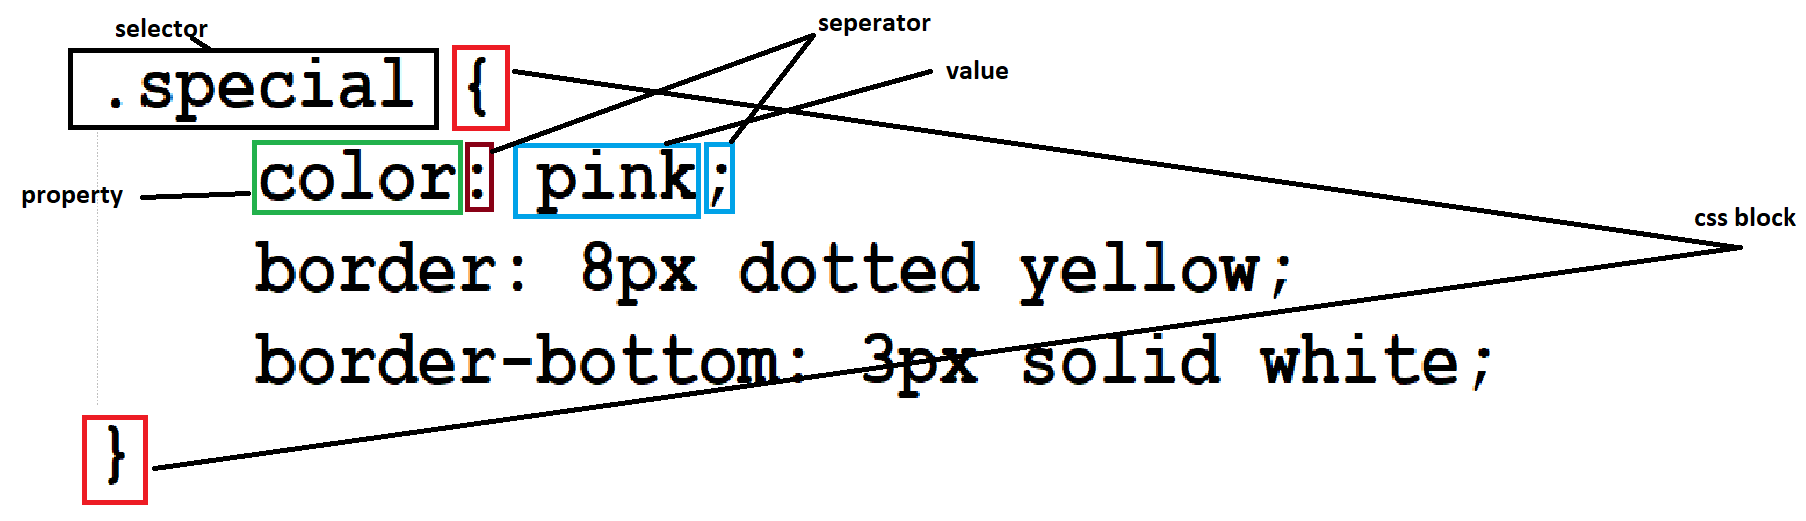 selector
seperator
value
.special {
color: pink;
property
css block
border: 8px dotted yellow;
border-bottom: 3px solid white;
}